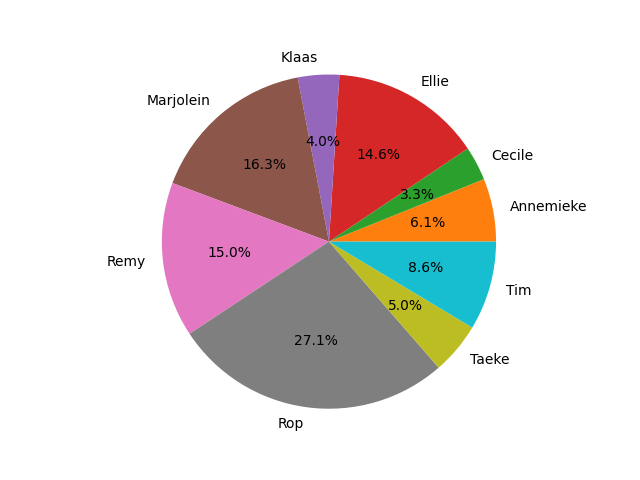 Klaas
Ellie
Marjolein
4.0%
14.6%
Cecile
16.3%
3.3%
Annemieke
6.1%
Remy
15.0%
8.6%
Tim
5.0%
27.1%
Taeke
Rop